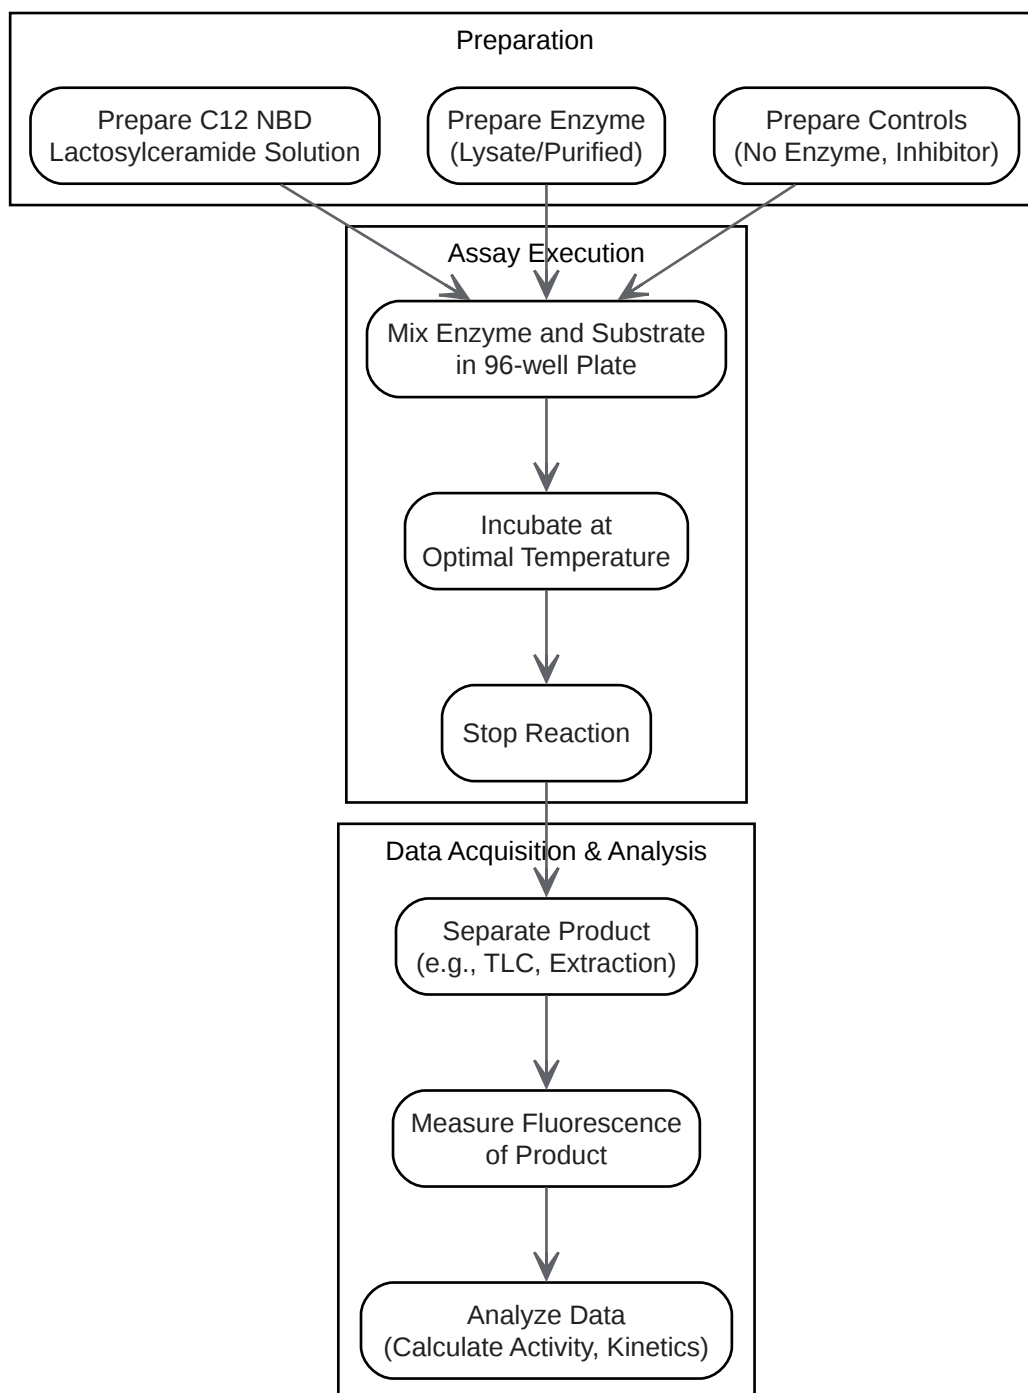 Preparation
Prepare C12 NBD
Lactosylceramide Solution
Prepare Enzyme
(Lysate/Purified)
Prepare Controls
(No Enzyme, Inhibitor)
Assay Execution
Mix Enzyme and Substrate
in 96-well Plate
Incubate at
Optimal Temperature
Stop Reaction
Data Acquisition & Analysis
Separate Product
(e.g., TLC, Extraction)
Measure Fluorescence
of Product
Analyze Data
(Calculate Activity, Kinetics)